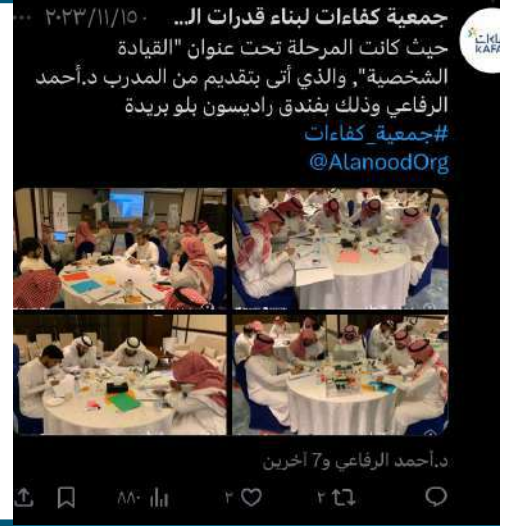 جمعية كفاءات لبناء قدرات الـ... · ٢٠٢٣/١١/١٥
حيث كانت المرحلة تحت عنوان "القيادة
الشخصية", والذي أتى بتقديم من المدرب د.أحمد
الرفاعي وذلك بفندق راديسون بلو بريدة
#جمعية_كفاءات
@AlanoodOrg
د.أحمد الرفاعي و7 آخرين
٢ ٢ ٨٨٠